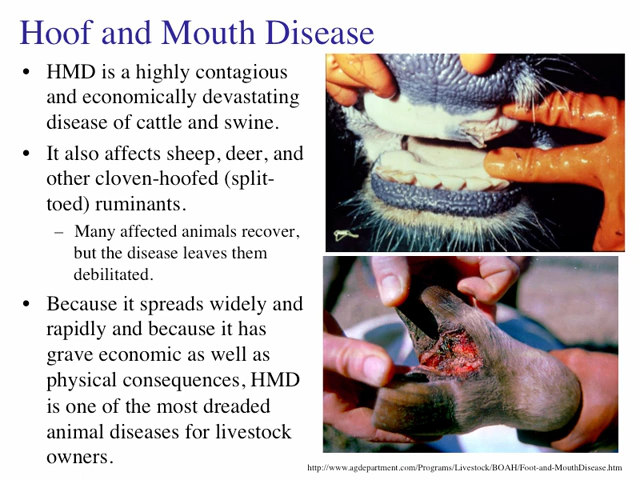 Hoof and Mouth Disease
• HMD is a highly contagious
and economically devastating
disease of cattle and swine.
• It also affects sheep, deer, and
other cloven-hoofed (split-
toed) ruminants.
– Many affected animals recover,
but the disease leaves them
debilitated.
• Because it spreads widely and
rapidly and because it has
grave economic as well as
physical consequences, HMD
is one of the most dreaded
animal diseases for livestock
owners.
http://www.agdepartment.com/Programs/Livestock/BOAH/Foot-and-MouthDisease.htm